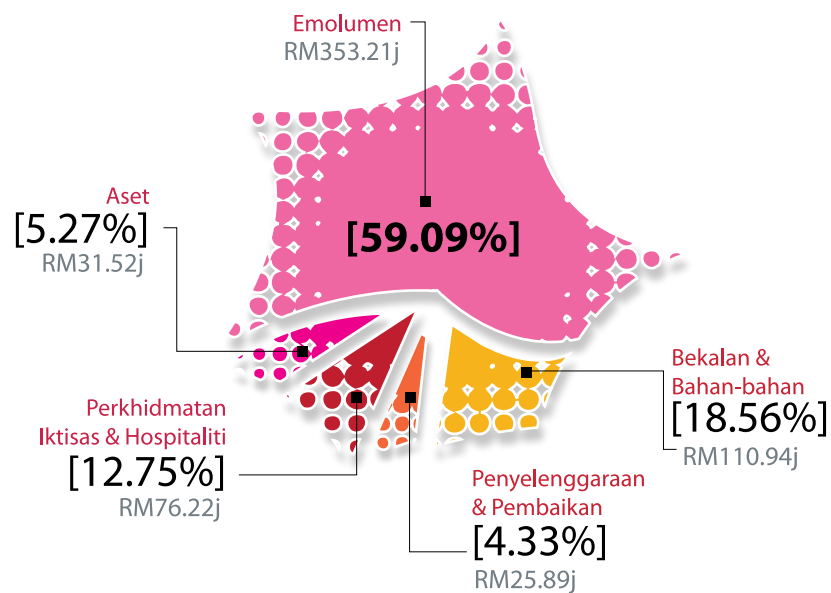 Emolumen
RM353.21j
[59.09%]
Aset
[5.27%]
RM31.52j
Perkhidmatan
Iktisas & Hospitaliti
[12.75%]
RM76.22j
Penyelenggaraan
& Pembaikan
[4.33%]
RM25.89j
Bekalan &
Bahan-bahan
[18.56%]
RM110.94j